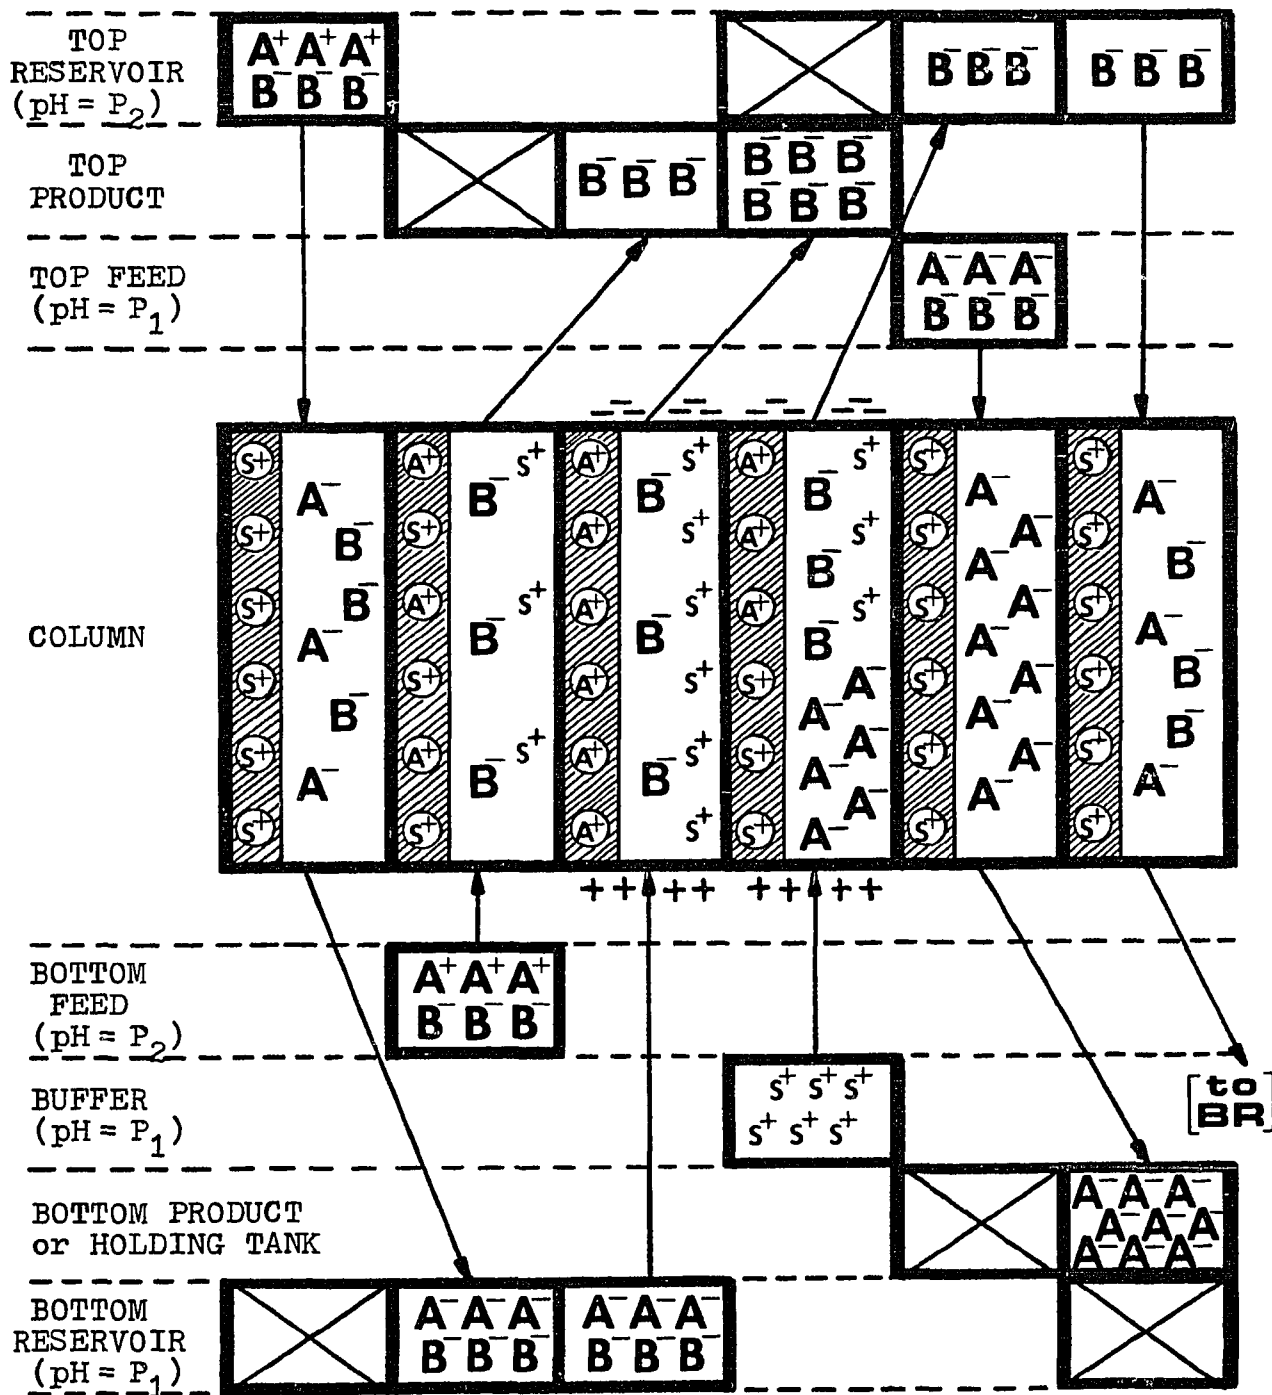 TOP
RESERVOIR
(pH = P₂)
A⁺ A⁺ A⁺
B⁻ B⁻ B⁻
B⁻ B⁻ B⁻
B⁻ B⁻ B⁻
TOP
PRODUCT
B⁻ B⁻ B⁻
B⁻ B⁻ B⁻
B⁻ B⁻ B⁻
TOP FEED
(pH = P₁)
A⁻ A⁻ A⁻
B⁻ B⁻ B⁻
COLUMN
S+
S+
S+
S+
S+
S+
A⁻
B⁻
B⁻
A⁻
B⁻
A⁻
A+
S+
A+
A+
A+
S+
B⁻ S⁺
S⁺
B⁻
S⁺
B⁻
A+
A+
A+
A+
A+
A+
B⁻ S⁺
S⁺
S⁺
B⁻
S⁺
S⁺
B⁻
S⁺
A+
A+
A+
S+
S+
S+
S⁺
B⁻
S⁺
B⁻
S⁺
B⁻
A⁻
A⁻
A⁻
A⁻
A⁻
A⁻
S+
S+
S+
S+
S+
S+
A⁻
A⁻
A⁻
A⁻
A⁻
A⁻
A⁻
A⁻
A⁻
S+
S+
S+
S+
S+
S+
A⁻
B⁻
A⁻
B⁻
B⁻
A⁻
+ + + + + + + +
BOTTOM
FEED
(pH = P₂)
A⁺ A⁺ A⁺
B⁻ B⁻ B⁻
BUFFER
(pH = P₁)
S⁺ S⁺ S⁺
S⁺ S⁺ S⁺
[to
BR]
BOTTOM PRODUCT
or HOLDING TANK
A⁻ A⁻ A⁻
A⁻ A⁻ A⁻
A⁻ A⁻ A⁻
BOTTOM
RESERVOIR
(pH = P₁)
A⁻ A⁻ A⁻
B⁻ B⁻ B⁻
A⁻ A⁻ A⁻
B⁻ B⁻ B⁻